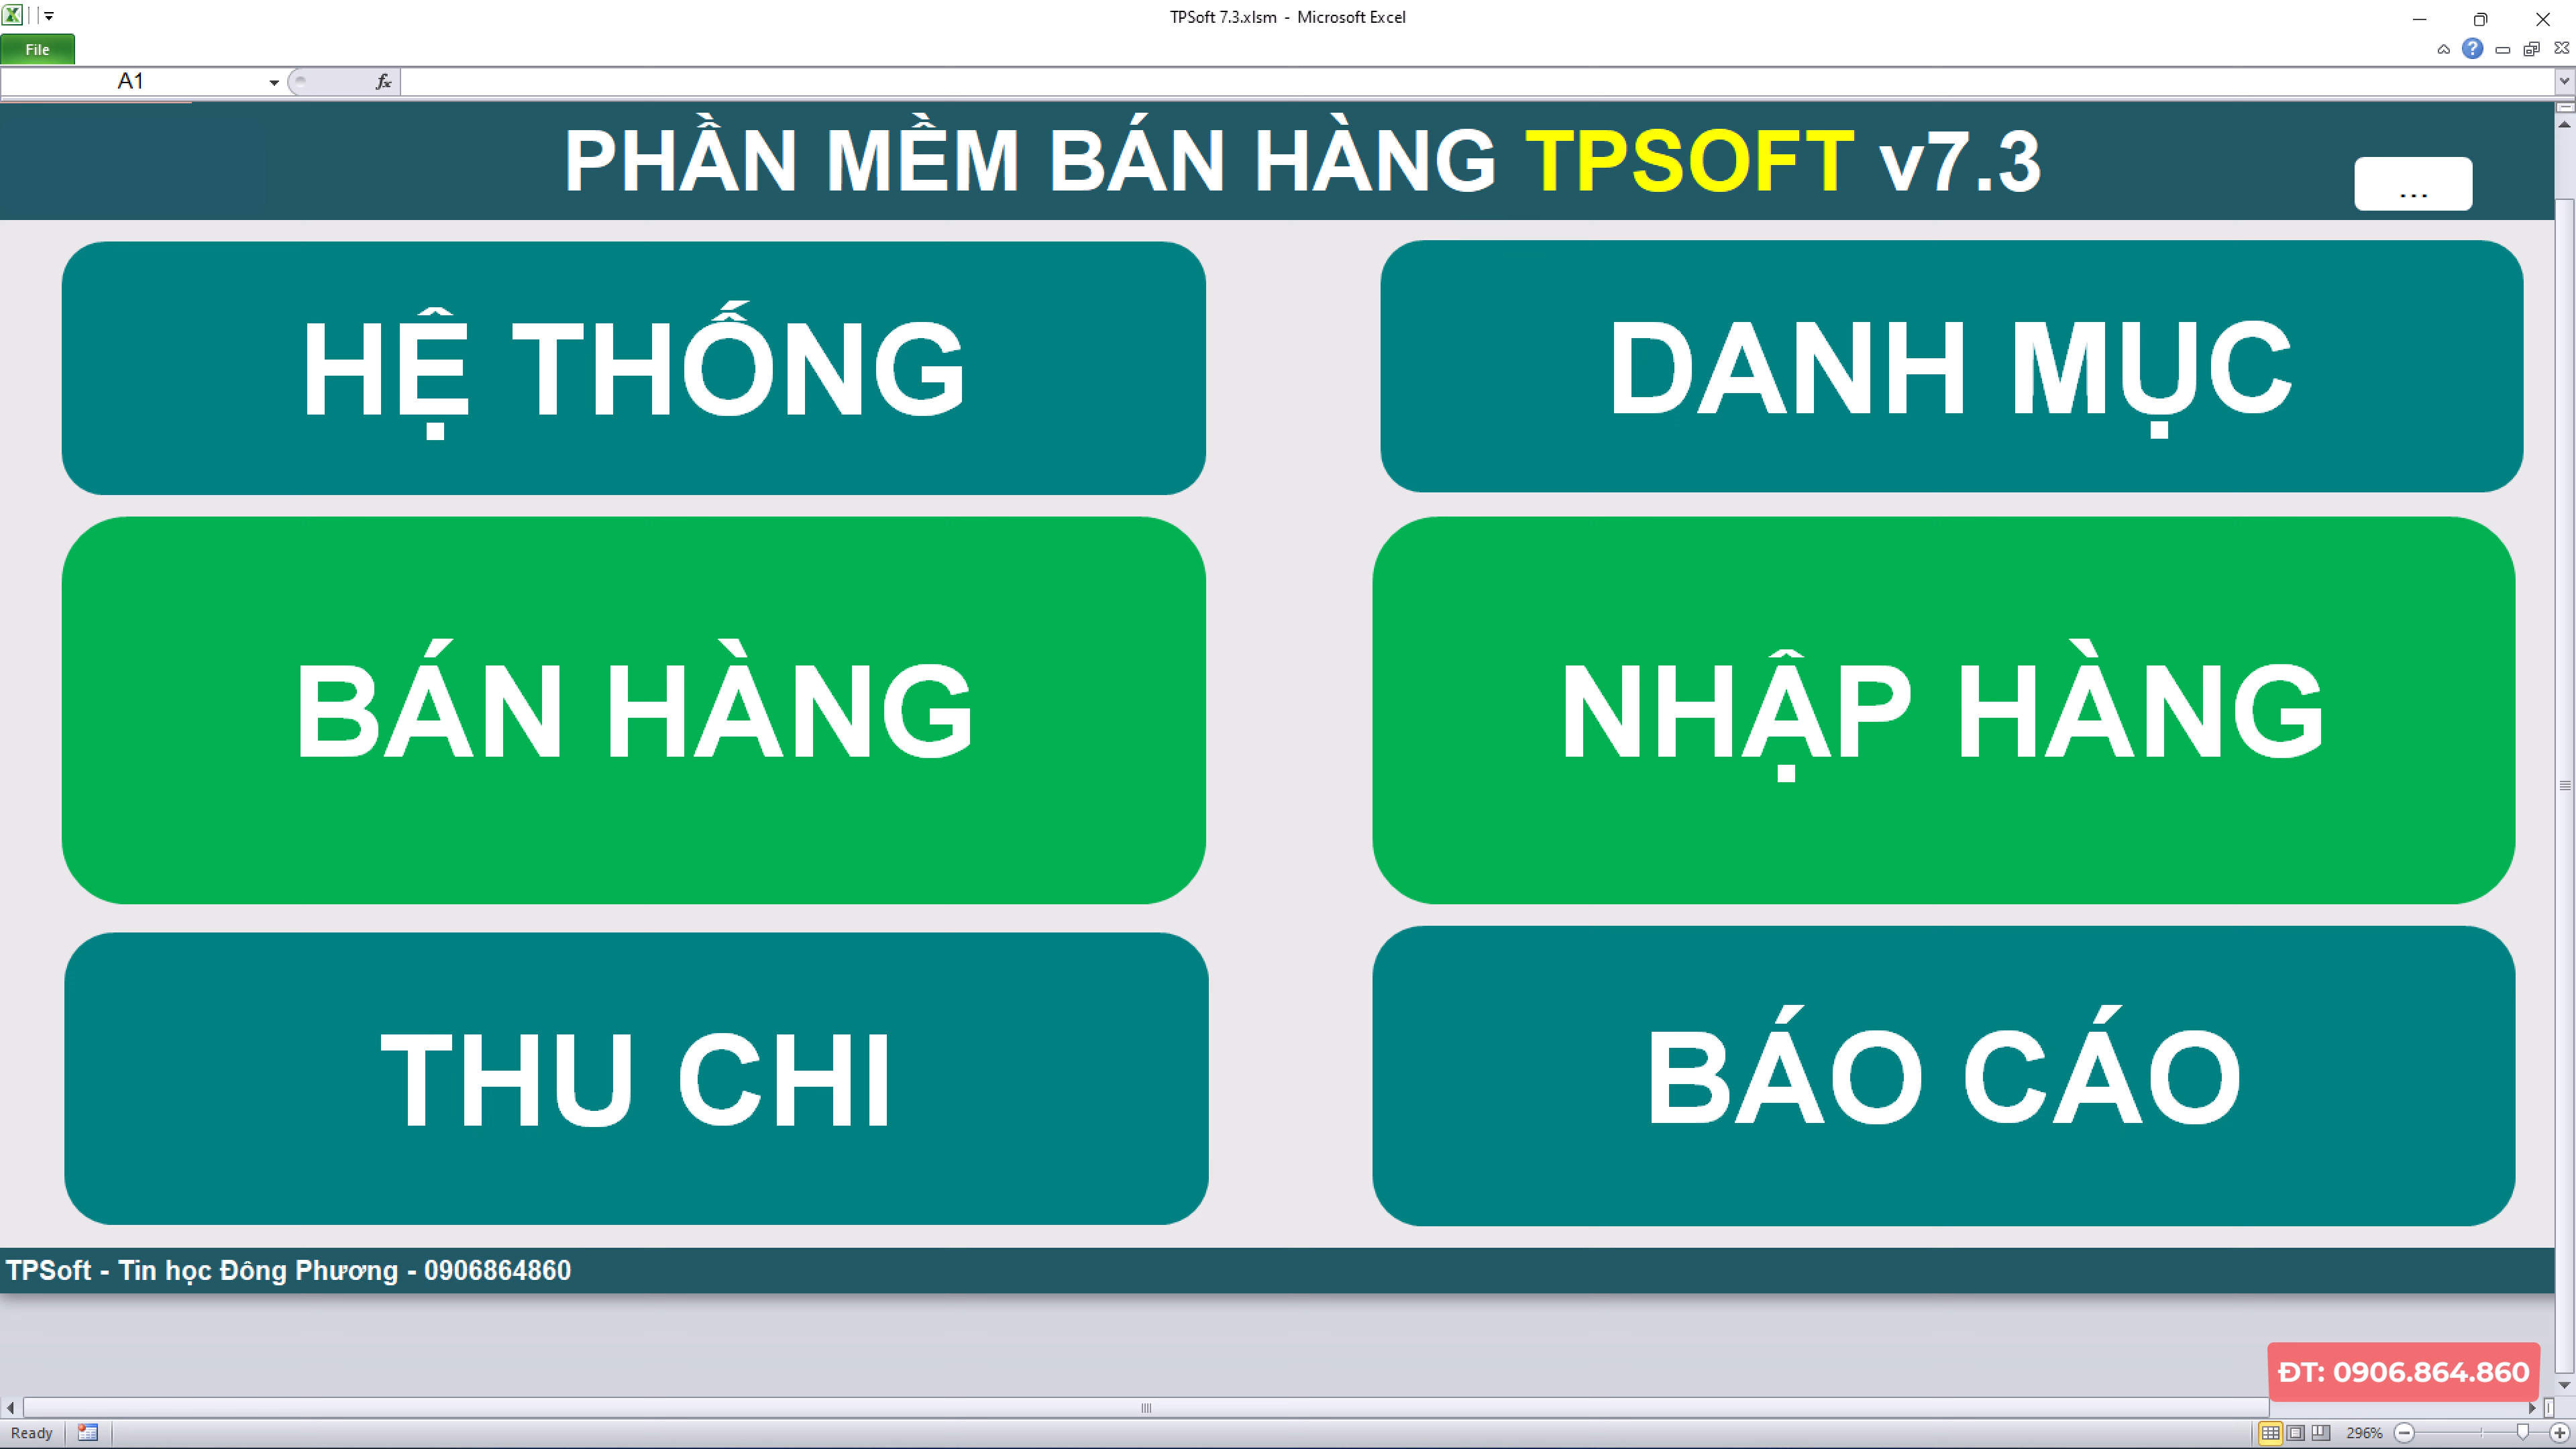 TPSoft 7.3.xlsm - Microsoft Excel
File
A1
fx
PHẦN MỀM BÁN HÀNG TPSOFT v7.3
...
HỆ THỐNG
DANH MỤC
BÁN HÀNG
NHẬP HÀNG
THU CHI
BÁO CÁO
TPSoft - Tin học Đông Phương - 0906864860
ĐT: 0906.864.860
Ready
296%